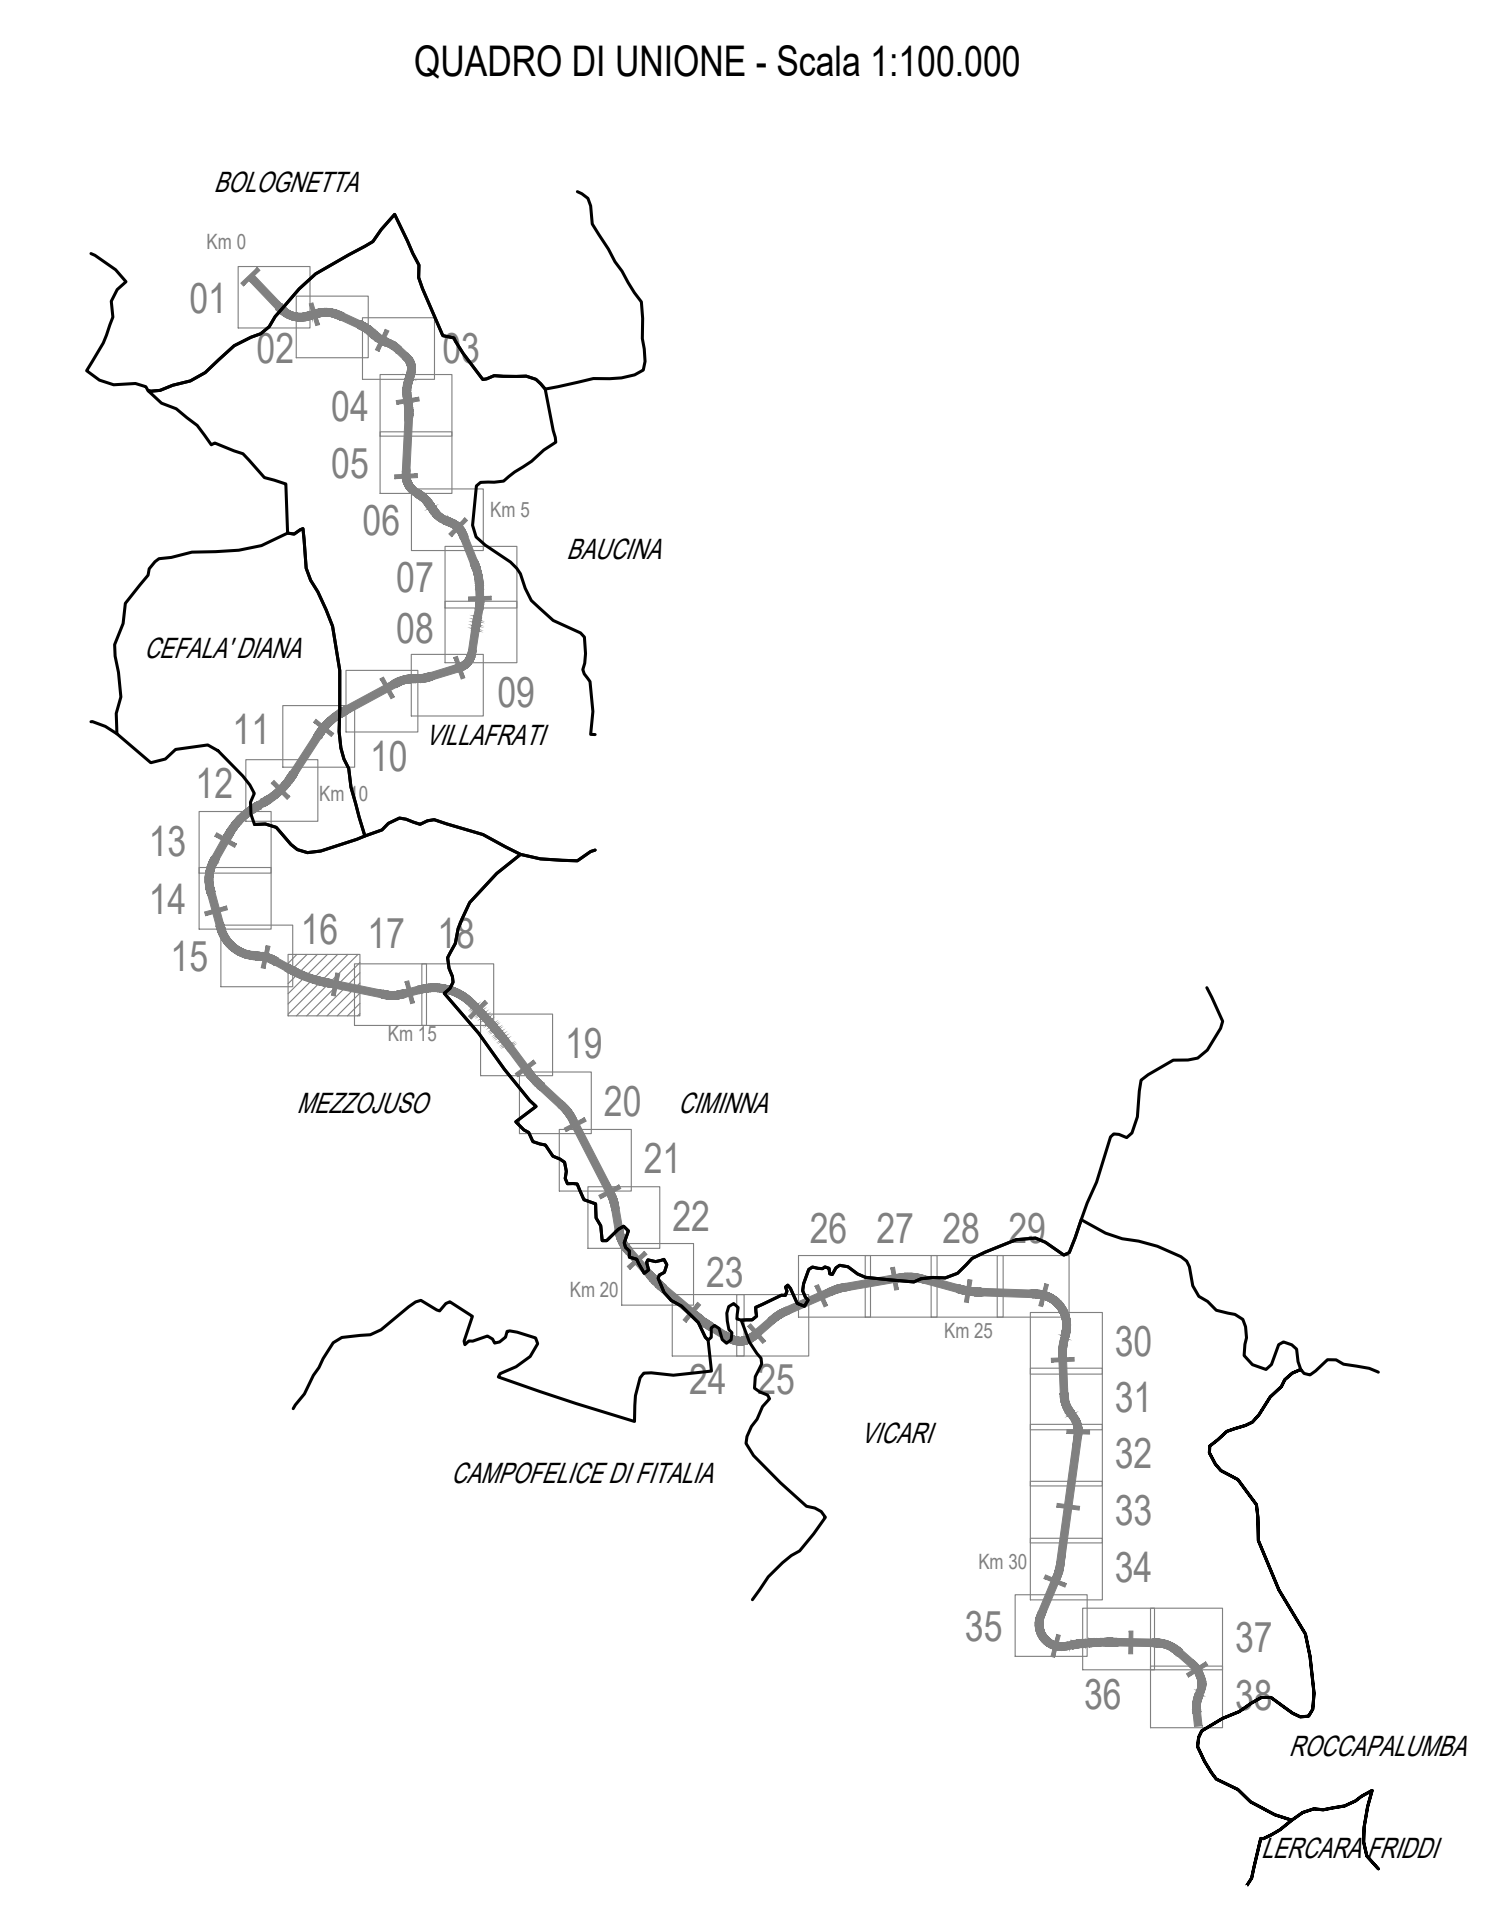 QUADRO DI UNIONE - Scala 1:100.000
BOLOGNETTA
Km 0
01
02
03
04
05
06
Km 5
BAUCINA
07
08
CEFALA' DIANA
09
VILLAFRATI
10
11
12
Km 10
13
14
15
16
17
18
Km 15
19
MEZZOJUSO
CIMINNA
20
21
22
Km 20
23
24
25
26
27
28
29
Km 25
30
31
VICARI
32
CAMPOFELICE DI FITALIA
33
Km 30
34
35
36
37
38
ROCCAPALUMBA
LERCARA FRIDDI